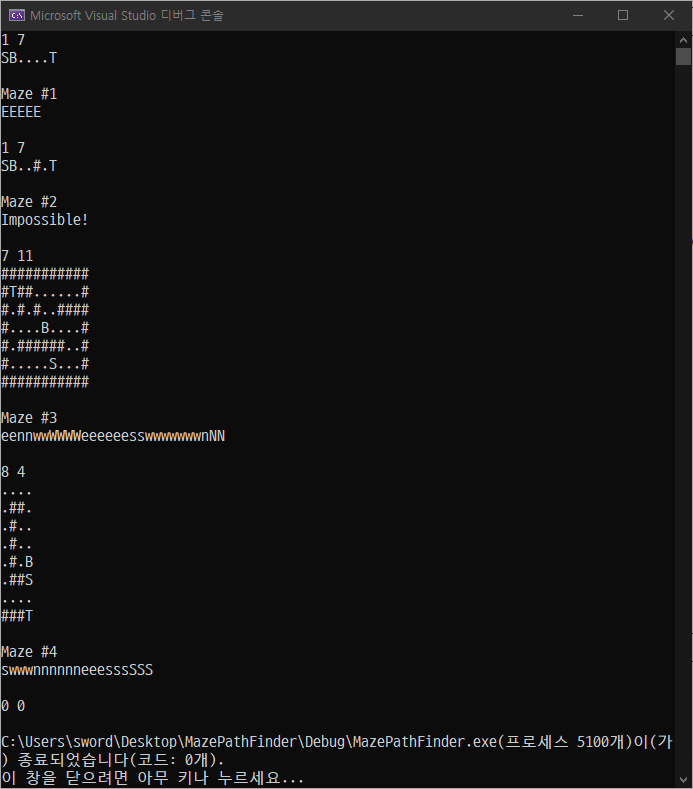 Microsoft Visual Studio 디버그 콘솔
1 7
SB....T

Maze #1
EEEEE

1 7
SB..#.T

Maze #2
Impossible!

7 11
###########
#T##......#
#.#.#..####
#....B....#
#.######..#
#.....S...#
###########

Maze #3
eennwwWWWWeeeeeesswwwwwwwnNN

8 4
....
.##.
.#..
.#..
.#.B
.##S
....
###T

Maze #4
swwwnnnnnneeesssSSS

0 0

C:\Users\sword\Desktop\MazePathFinder\Debug\MazePathFinder.exe(프로세스 5100개)이(가
) 종료되었습니다(코드: 0개).
이 창을 닫으려면 아무 키나 누르세요...